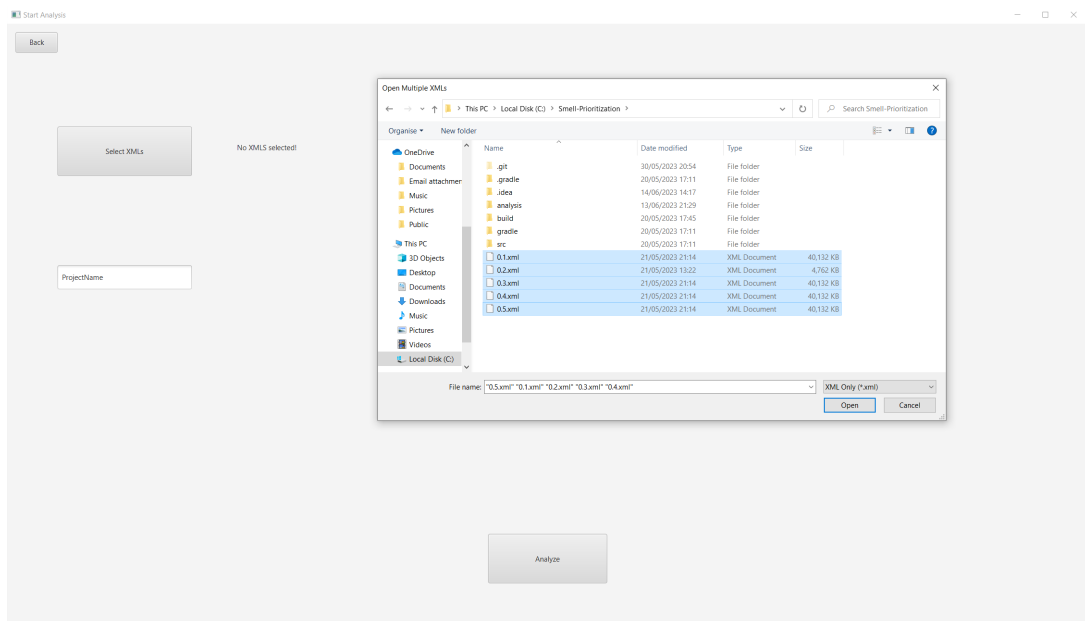 Start Analysis
Back
Select XMLs
No XMLS selected!
ProjectName
Analyze
Open Multiple XMLs
This PC > Local Disk (C:) > Smell-Prioritization >
Search Smell-Prioritization
Organise New folder
OneDrive
Documents
Email attachmen
Music
Pictures
Public
This PC
3D Objects
Desktop
Documents
Downloads
Music
Pictures
Videos
Local Disk (C:)
Name Date modified Type Size
.git 30/05/2023 20:54 File folder
.gradle 20/05/2023 17:11 File folder
.idea 14/06/2023 14:17 File folder
analysis 13/06/2023 21:29 File folder
build 20/05/2023 17:45 File folder
gradle 20/05/2023 17:11 File folder
src 20/05/2023 17:11 File folder
0.1.xml 21/05/2023 21:14 XML Document 40,132 KB
0.2.xml 21/05/2023 13:22 XML Document 4,762 KB
0.3.xml 21/05/2023 21:14 XML Document 40,132 KB
0.4.xml 21/05/2023 21:14 XML Document 40,132 KB
0.5.xml 21/05/2023 21:14 XML Document 40,132 KB
File name: "0.5.xml" "0.1.xml" "0.2.xml" "0.3.xml" "0.4.xml"
XML Only (*.xml)
Open Cancel